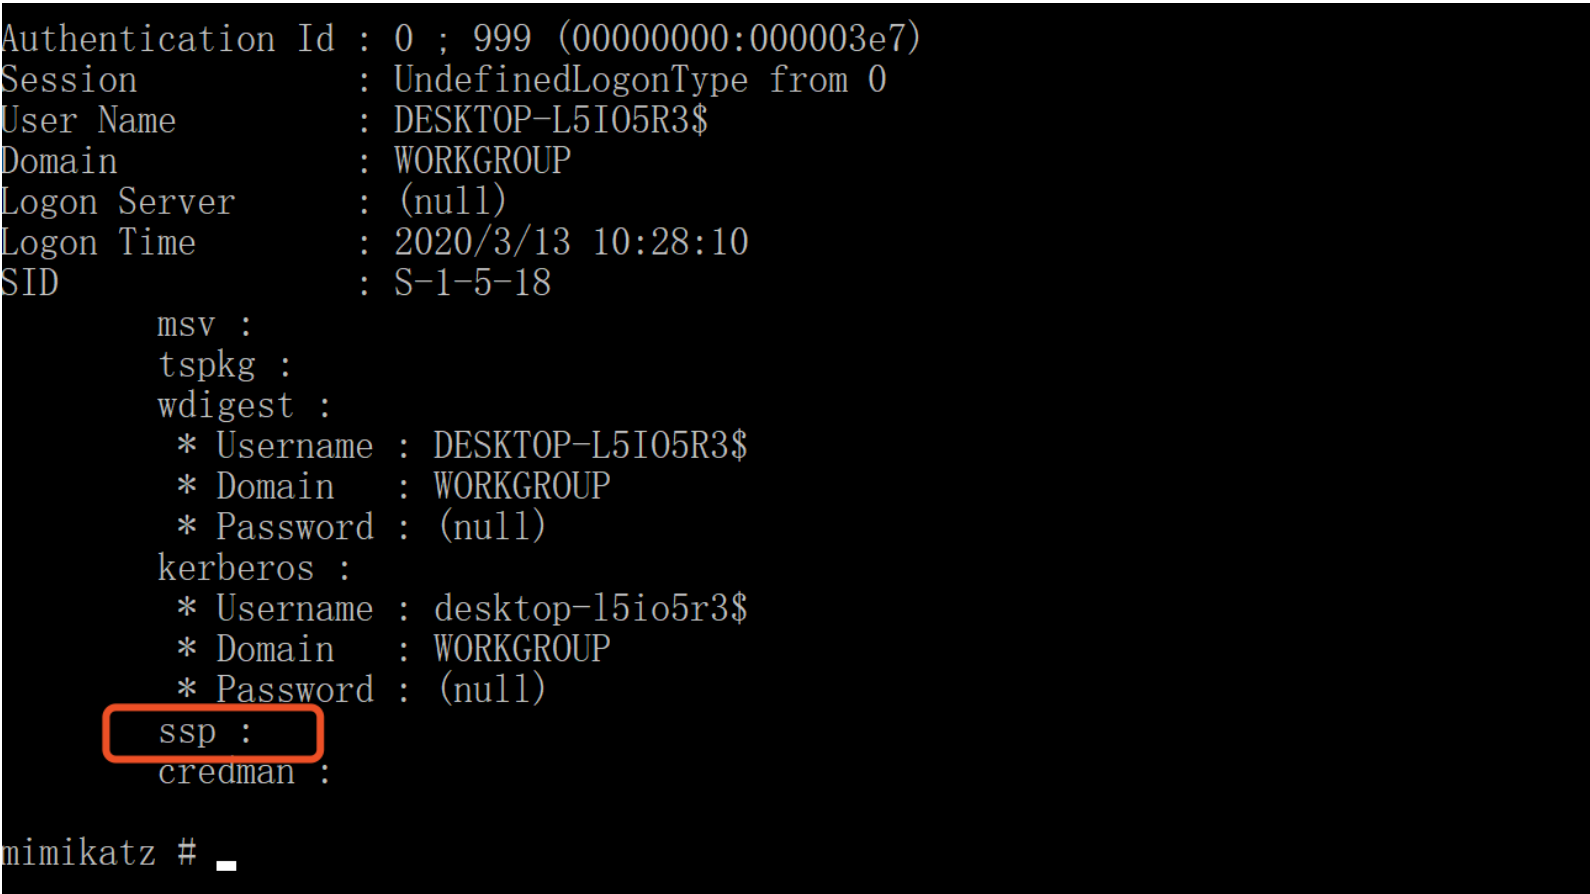 Authentication Id : 0 ; 999 (00000000:000003e7)
Session           : UndefinedLogonType from 0
User Name         : DESKTOP-L5IO5R3$
Domain            : WORKGROUP
Logon Server      : (null)
Logon Time        : 2020/3/13 10:28:10
SID               : S-1-5-18
        msv :
        tspkg :
        wdigest :
         * Username : DESKTOP-L5IO5R3$
         * Domain   : WORKGROUP
         * Password : (null)
        kerberos :
         * Username : desktop-l5io5r3$
         * Domain   : WORKGROUP
         * Password : (null)
        ssp :
        credman :
mimikatz # _